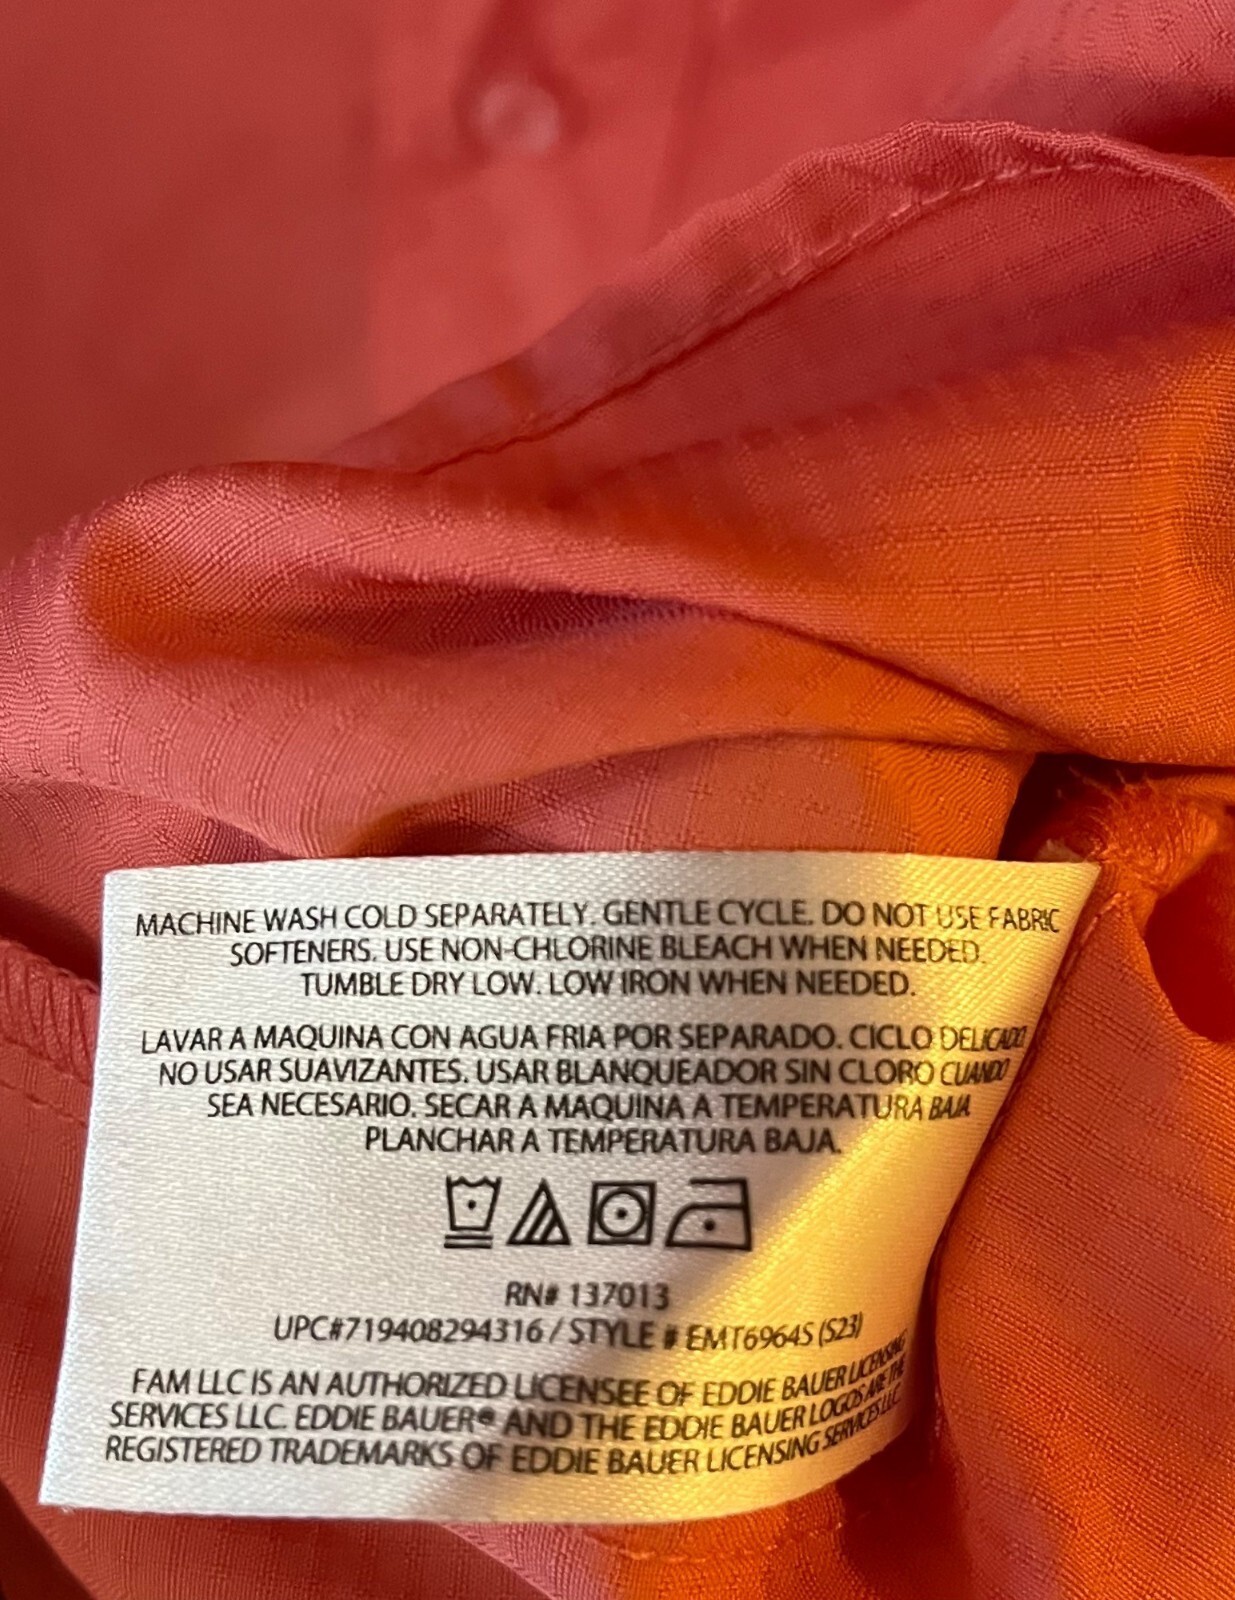 MACHINE WASH COLD SEPARATELY. GENTLE CYCLE. DO NOT USE FABRIC
SOFTENERS. USE NON-CHLORINE BLEACH WHEN NEEDED.
TUMBLE DRY LOW. LOW IRON WHEN NEEDED.
LAVAR A MAQUINA CON AGUA FRIA POR SEPARADO. CICLO DELICADO
NO USAR SUAVIZANTES. USAR BLANQUEADOR SIN CLORO CUANDO
SEA NECESARIO. SECAR A MAQUINA A TEMPERATURA BAJA
PLANCHAR A TEMPERATURA BAJA.
RN# 137013
UPC#719408294316 / STYLE # EMT6964S (S23)
FAM LLC IS AN AUTHORIZED LICENSEE OF EDDIE BAUER LICENSING
SERVICES LLC. EDDIE BAUER® AND THE EDDIE BAUER LOGOS ARE THE
REGISTERED TRADEMARKS OF EDDIE BAUER LICENSING SERVICES LLC.